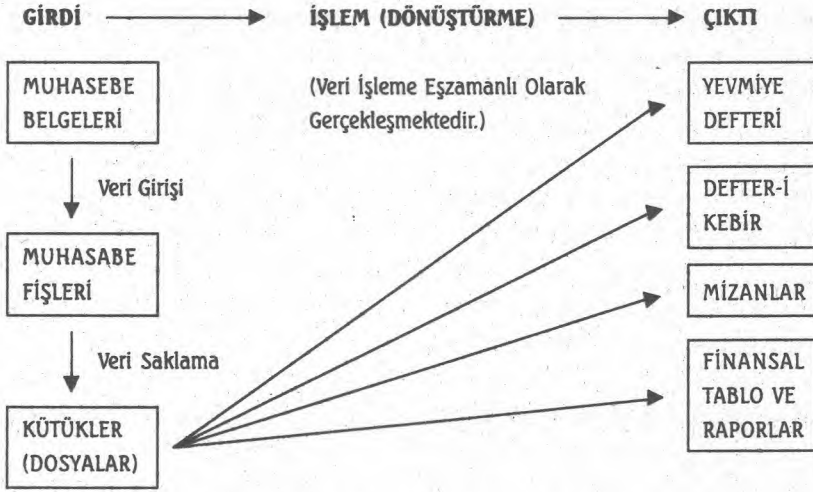 GİRDİ İŞLEM (DÖNÜŞTÜRME) ÇIKTI
MUHASEBE
BELGELERİ
Veri Girişi
MUHASABE
FİŞLERİ
Veri Saklama
KÜTÜKLER
(DOSYALAR)
(Veri İşleme Eşzamanlı Olarak
Gerçekleşmektedir.)
YEVMİYE
DEFTERİ
DEFTER-İ
KEBİR
MİZANLAR
FİNANSAL
TABLO VE
RAPORLAR